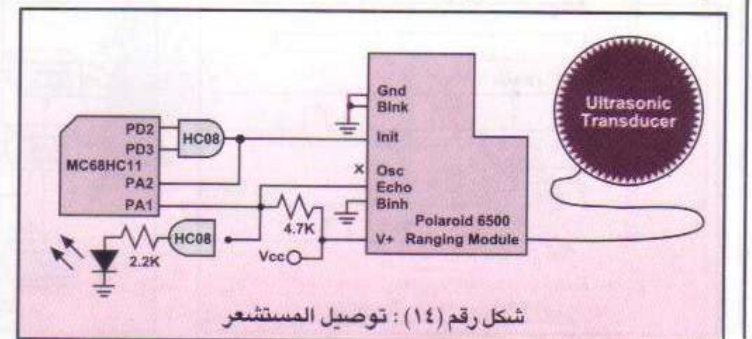 Gnd
Blnk
Init
Osc
Echo
Binh
V+
Polaroid 6500
Ranging Module
Ultrasonic
Transducer
PD2
PD3
MC68HC11
PA2
PA1
HC08
x
4.7K
HC08
2.2K
Vcc
شكل رقم (١٤) : توصيل المستشعر